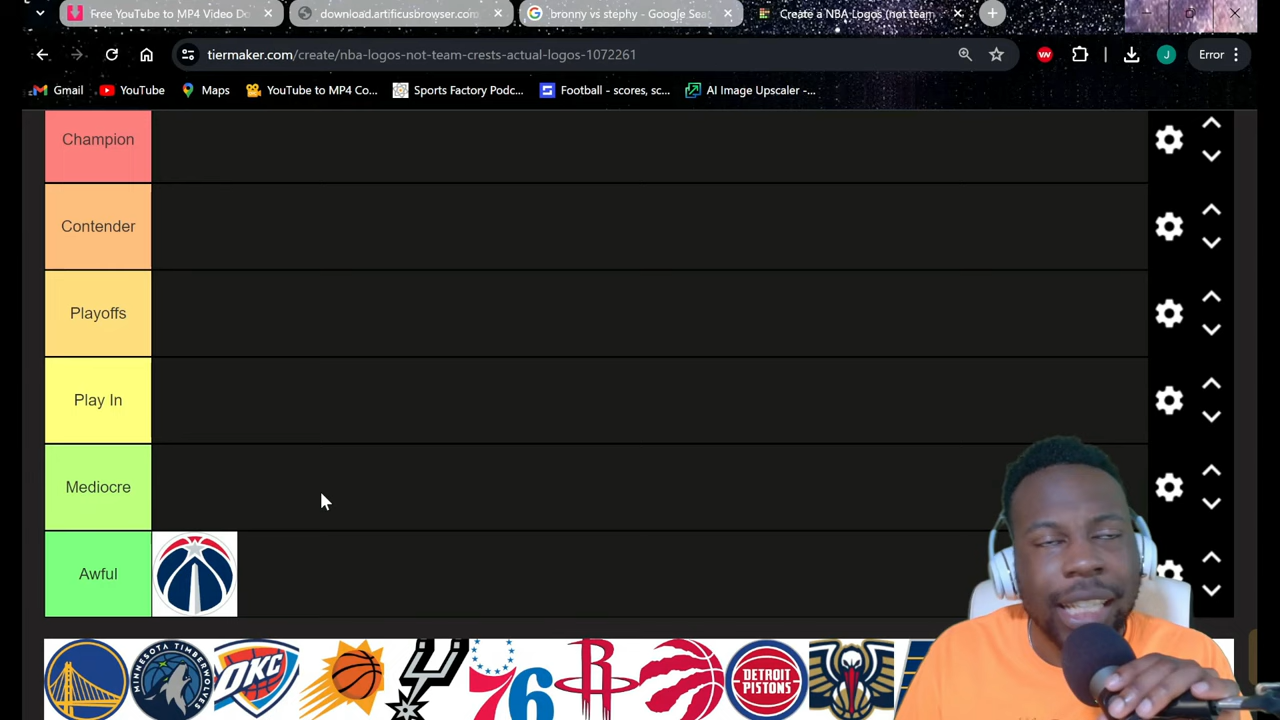 Free YouTube to MP4 Video Do
download.artificusbrowser.com
bronny vs stephy - Google Sea
Create a NBA Logos (not team
tiermaker.com/create/nba-logos-not-team-crests-actual-logos-1072261
J
Error
Gmail
YouTube
Maps
YouTube to MP4 Co...
Sports Factory Podc...
Football - scores, sc...
AI Image Upscaler -...
Champion
Contender
Playoffs
Play In
Mediocre
Awful
MINNESOTA TIMBERWOLVES
OKC
76
R
DETROIT
PISTONS